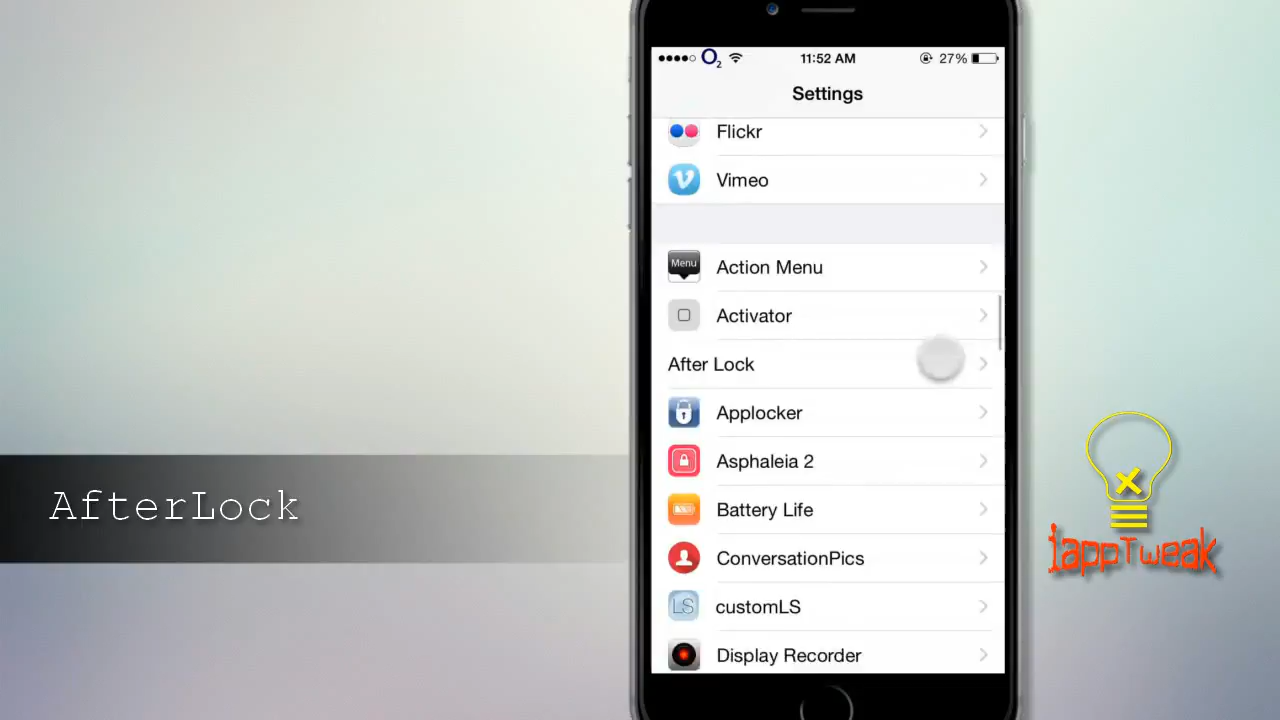 O2
11:52 AM
27%
Settings
Flickr
Vimeo
Menu
Action Menu
Activator
After Lock
Applocker
Asphaleia 2
Battery Life
ConversationPics
LS
customLS
Display Recorder
AfterLock
iappTweak